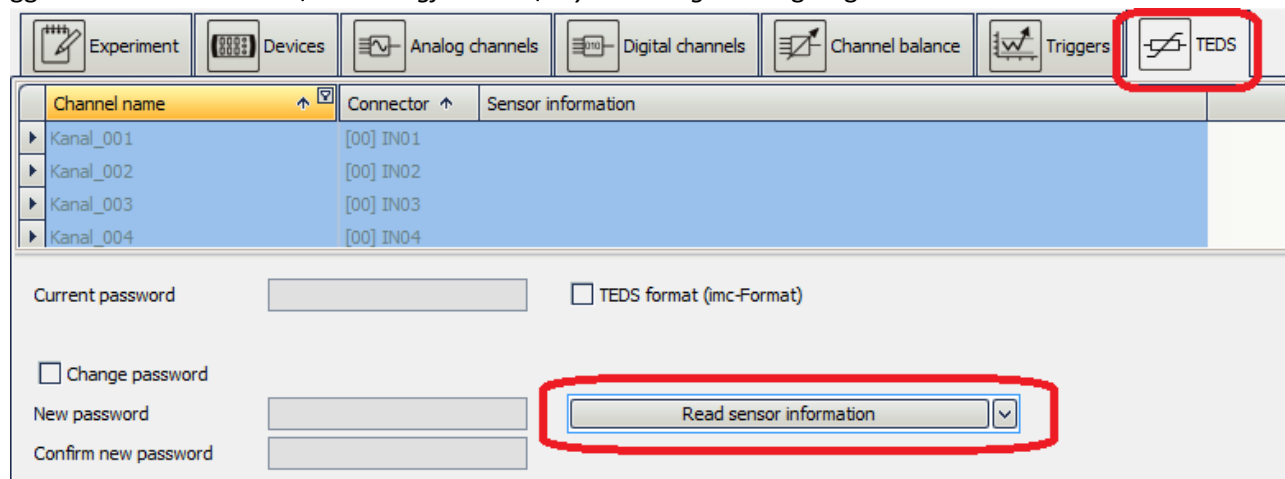 Experiment Devices Analog channels Digital channels Channel balance Triggers TEDS
Channel name Connector Sensor information
Kanal_001 [00] IN01
Kanal_002 [00] IN02
Kanal_003 [00] IN03
Kanal_004 [00] IN04
Current password TEDS format (imc-Format)
Change password
New password Read sensor information
Confirm new password